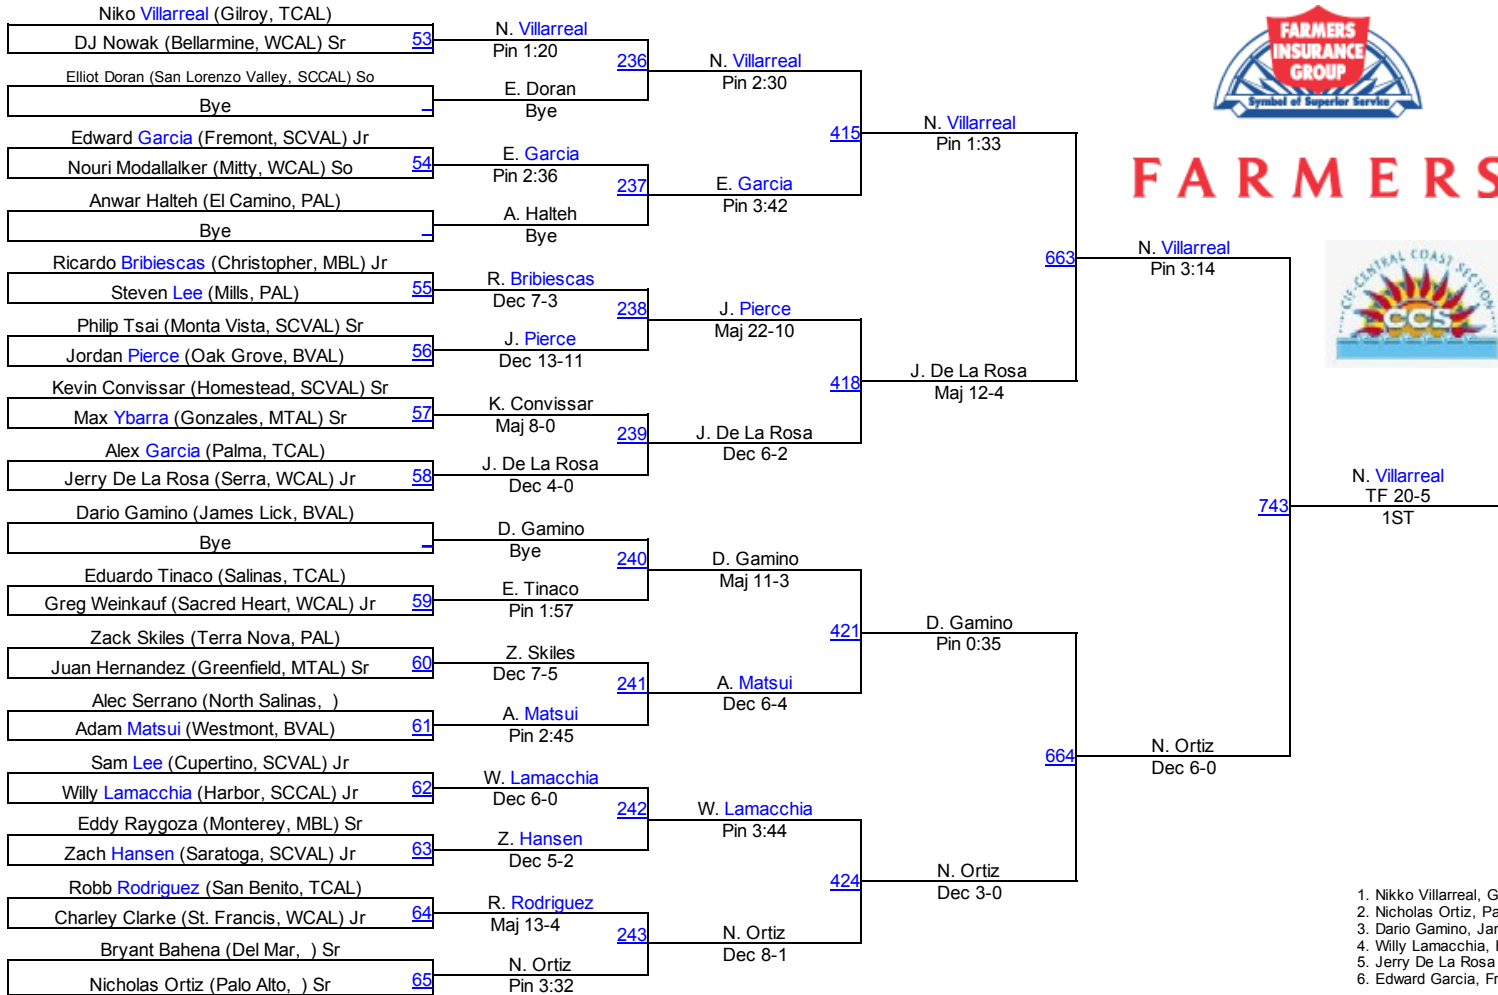 Niko Villarreal (Gilroy, TCAL)
DJ Nowak (Bellarmine, WCAL) Sr
53
Elliot Doran (San Lorenzo Valley, SCCAL) So
Bye
Edward Garcia (Fremont, SCVAL) Jr
Nouri Modallalker (Mitty, WCAL) So
54
Anwar Halteh (El Camino, PAL)
Bye
Ricardo Bribiescas (Christopher, MBL) Jr
Steven Lee (Mills, PAL)
55
Philip Tsai (Monta Vista, SCVAL) Sr
Jordan Pierce (Oak Grove, BVAL)
56
Kevin Convissar (Homestead, SCVAL) Sr
Max Ybarra (Gonzales, MTAL) Sr
57
Alex Garcia (Palma, TCAL)
Jerry De La Rosa (Serra, WCAL) Jr
58
Dario Gamino (James Lick, BVAL)
Bye
Eduardo Tinaco (Salinas, TCAL)
Greg Weinkauf (Sacred Heart, WCAL) Jr
59
Zack Skiles (Terra Nova, PAL)
Juan Hernandez (Greenfield, MTAL) Sr
60
Alec Serrano (North Salinas, )
Adam Matsui (Westmont, BVAL)
61
Sam Lee (Cupertino, SCVAL) Jr
Willy Lamacchia (Harbor, SCCAL) Jr
62
Eddy Raygoza (Monterey, MBL) Sr
Zach Hansen (Saratoga, SCVAL) Jr
63
Robb Rodriguez (San Benito, TCAL)
Charley Clarke (St. Francis, WCAL) Jr
64
Bryant Bahena (Del Mar, ) Sr
Nicholas Ortiz (Palo Alto, ) Sr
65
N. Villarreal
Pin 1:20
236
E. Doran
Bye
E. Garcia
Pin 2:36
237
A. Halteh
Bye
R. Bribiescas
Dec 7-3
238
J. Pierce
Dec 13-11
K. Convissar
Maj 8-0
239
J. De La Rosa
Dec 4-0
D. Gamino
Bye
240
E. Tinaco
Pin 1:57
Z. Skiles
Dec 7-5
241
A. Matsui
Pin 2:45
W. Lamacchia
Dec 6-0
242
Z. Hansen
Dec 5-2
R. Rodriguez
Maj 13-4
243
N. Ortiz
Pin 3:32
N. Villarreal
Pin 2:30
415
E. Garcia
Pin 3:42
J. Pierce
Maj 22-10
418
J. De La Rosa
Dec 6-2
D. Gamino
Maj 11-3
421
A. Matsui
Dec 6-4
W. Lamacchia
Pin 3:44
424
N. Ortiz
Dec 8-1
N. Villarreal
Pin 1:33
663
J. De La Rosa
Maj 12-4
D. Gamino
Pin 0:35
664
N. Ortiz
Dec 3-0
N. Villarreal
Pin 3:14
743
N. Ortiz
Dec 6-0
N. Villarreal
TF 20-5
1ST
FARMERS
INSURANCE
GROUP
Symbol of Superior Service
FARMERS
CIF-CENTRAL COAST SECTION
CCS
1. Nikko Villarreal, G
2. Nicholas Ortiz, Pa
3. Dario Gamino, Jar
4. Willy Lamacchia,
5. Jerry De La Rosa
6. Edward Garcia, Fr